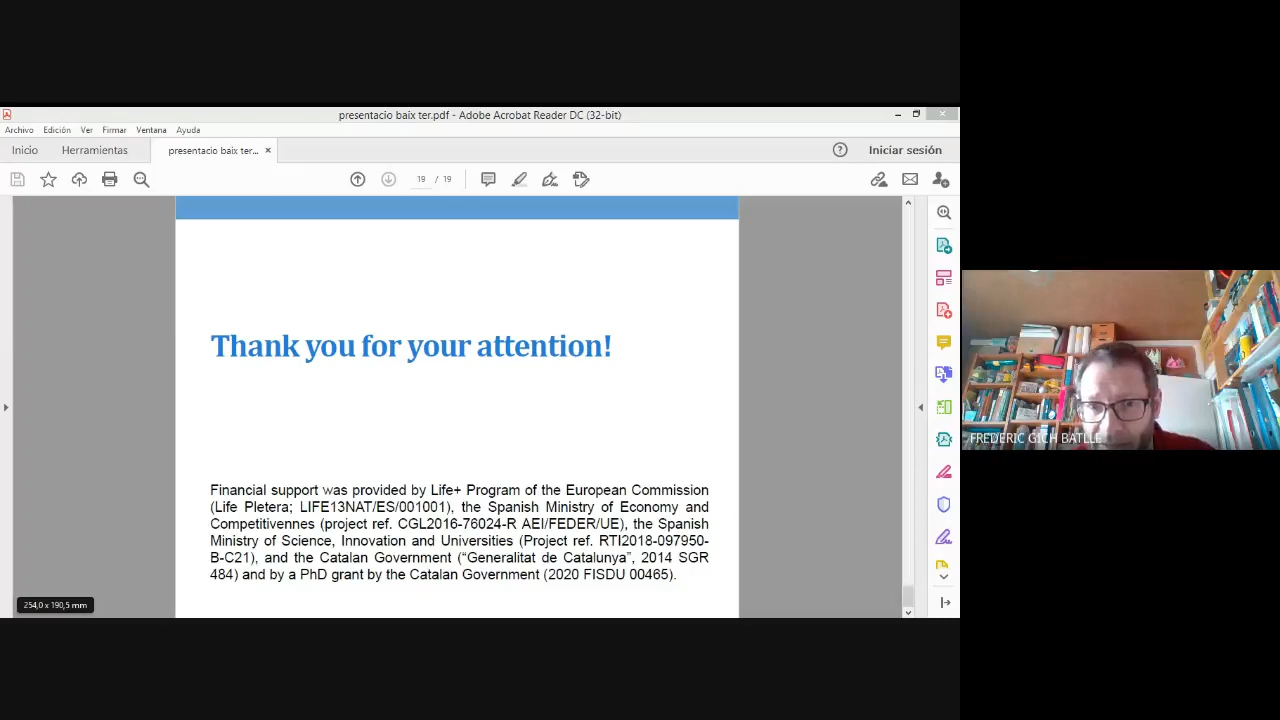 presentacio baix ter.pdf - Adobe Acrobat Reader DC (32-bit)
Archivo Edición Ver Firmar Ventana Ayuda
Inicio Herramientas presentacio baix ter... × Iniciar sesión
19 / 19
Thank you for your attention!
Financial support was provided by Life+ Program of the European Commission
(Life Pletera; LIFE13NAT/ES/001001), the Spanish Ministry of Economy and
Competitivennes (project ref. CGL2016-76024-R AEI/FEDER/UE), the Spanish
Ministry of Science, Innovation and Universities (Project ref. RTI2018-097950-
B-C21), and the Catalan Government (“Generalitat de Catalunya”, 2014 SGR
484) and by a PhD grant by the Catalan Government (2020 FISDU 00465).
254,0 x 190,5 mm
FREDERIC GICH BATLLE